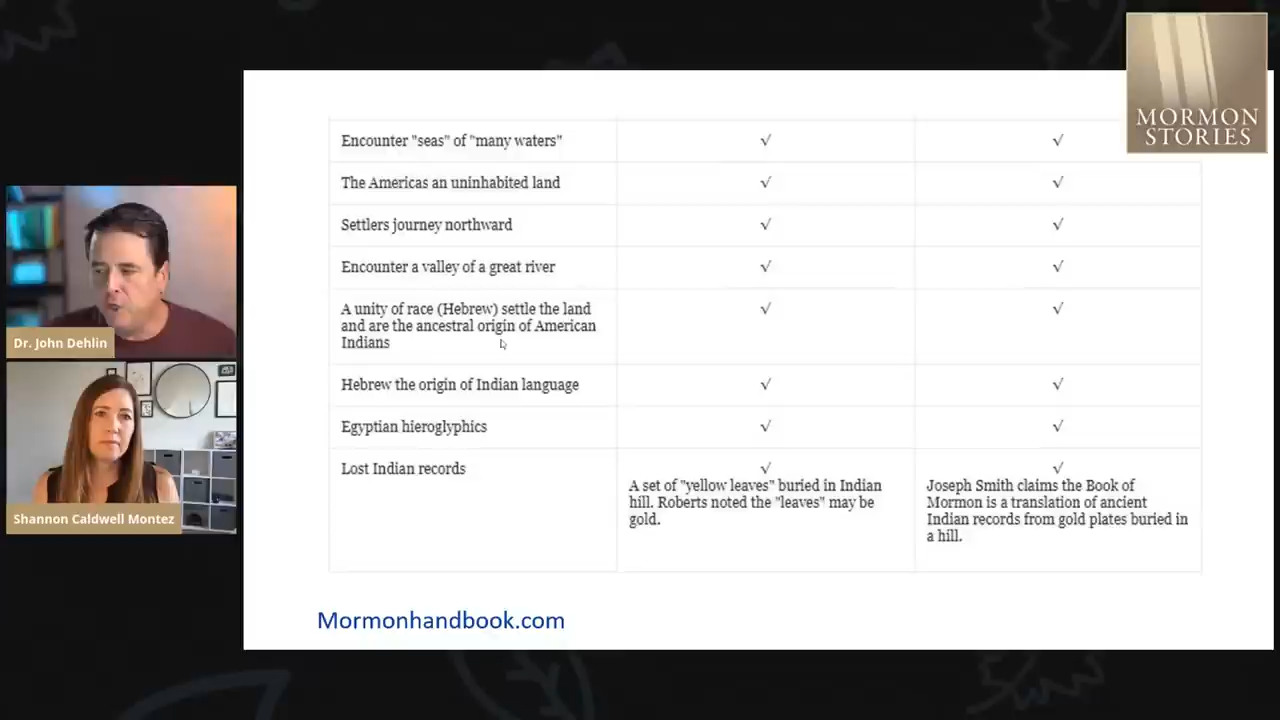 MORMON
STORIES
Encounter "seas" of "many waters" √ √
The Americas an uninhabited land √ √
Settlers journey northward √ √
Encounter a valley of a great river √ √
A unity of race (Hebrew) settle the land √ √
and are the ancestral origin of American
Indians
Hebrew the origin of Indian language √ √
Egyptian hieroglyphics √ √
Lost Indian records √ √
A set of "yellow leaves" buried in Indian
hill. Roberts noted the "leaves" may be
gold.
Joseph Smith claims the Book of
Mormon is a translation of ancient
Indian records from gold plates buried in
a hill.
Mormonhandbook.com
Dr. John Dehlin
Shannon Caldwell Montez